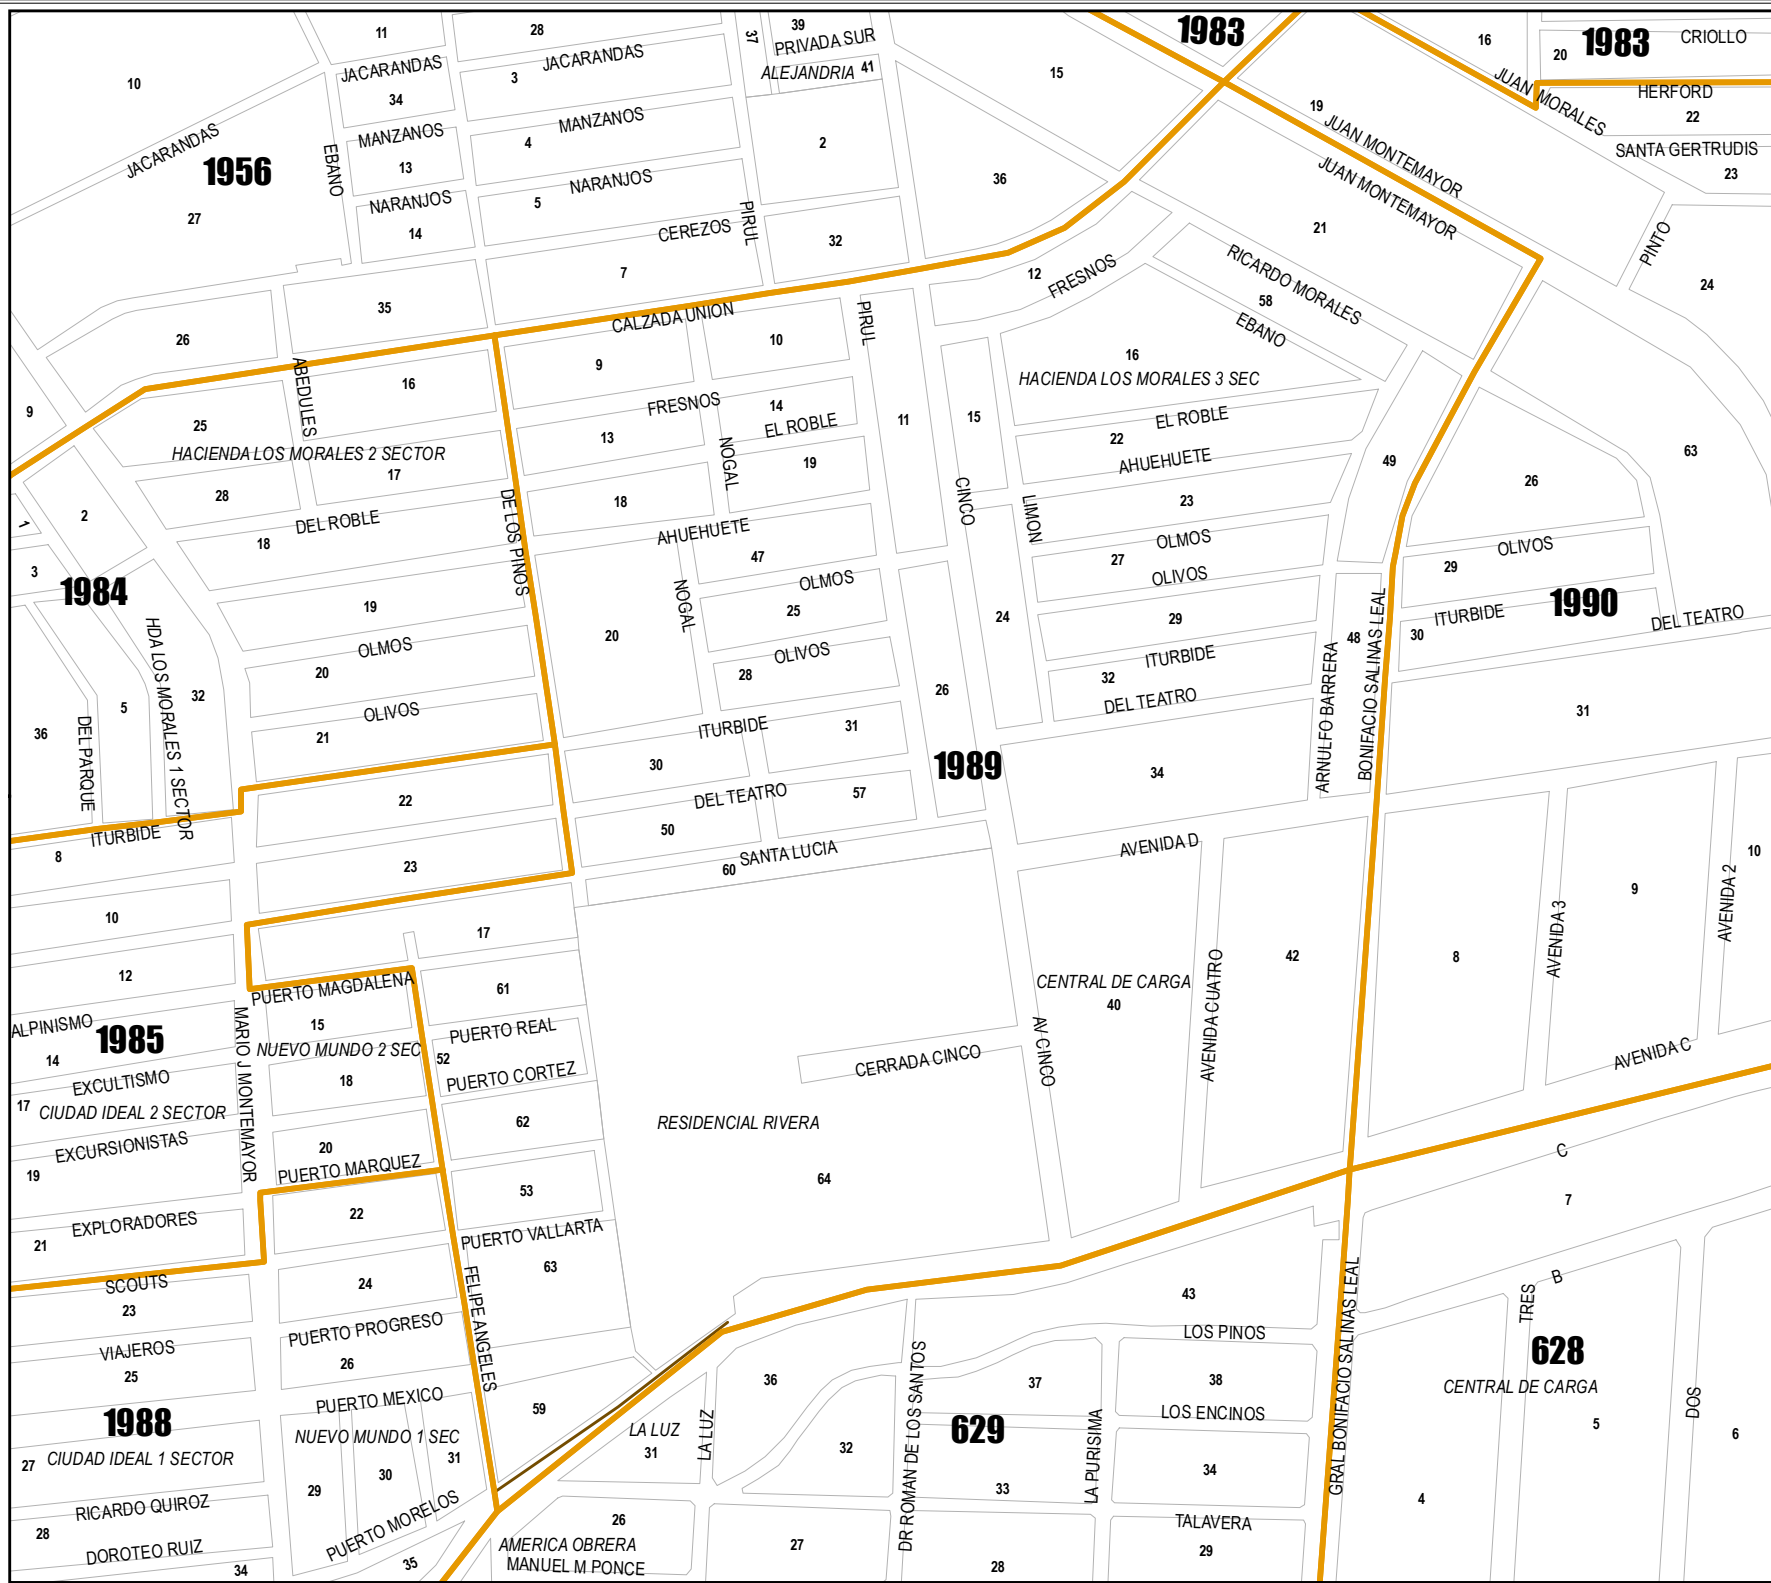 11
28
37
39
PRIVADA SUR
1983
16
20
1983
CRIOLLO
10
JACARANDAS
3
JACARANDAS
ALEJANDRIA
41
15
JUAN MORALES
HERFORD
34
19
22
MANZANOS
4
MANZANOS
2
JUAN MONTEMAYOR
SANTA GERTRUDIS
23
JACARANDAS
1956
EBANO
13
NARANJOS
36
JUAN MONTEMAYOR
27
NARANJOS
5
14
CEREZOS
PIRUL
32
21
PINTO
7
12
FRESNOS
RICARDO MORALES
58
24
35
CALZADA UNION
PIRUL
EBANO
26
10
16
9
ABEDULES
16
9
HACIENDA LOS MORALES 3 SEC
25
FRESNOS
14
EL ROBLE
11
15
EL ROBLE
13
22
HACIENDA LOS MORALES 2 SECTOR
17
NOGAL
19
AHUEHUETE
49
63
28
18
CINCO
LIMON
23
26
1
2
18
DEL ROBLE
DE LOS PINOS
AHUEHUETE
OLMOS
OLIVOS
3
1984
47
OLMOS
27
OLIVOS
29
1990
19
NOGAL
25
24
29
ITURBIDE
30
DEL TEATRO
HDA LOS MORALES 1 SECTOR
OLMOS
20
20
OLIVOS
28
ITURBIDE
32
48
BONIFACIO SALINAS LEAL
ARNULFO BARRERA
5
32
OLIVOS
21
26
DEL TEATRO
31
36
DEL PARQUE
ITURBIDE
31
30
1989
34
22
DEL TEATRO
57
ITURBIDE
50
8
23
SANTA LUCIA
60
AVENIDA D
10
9
10
17
AVENIDA 3
AVENIDA 2
12
PUERTO MAGDALENA
61
CENTRAL DE CARGA
40
AVENIDA CUATRO
42
8
ALPINISMO
1985
15
PUERTO REAL
14
MARIO J MONTEMAYOR
NUEVO MUNDO 2 SEC
52
CERRADA CINCO
AV CINCO
AVENIDA C
EXCULTISMO
18
PUERTO CORTEZ
17
CIUDAD IDEAL 2 SECTOR
62
RESIDENCIAL RIVERA
EXCURSIONISTAS
20
C
19
PUERTO MARQUEZ
53
64
7
EXPLORADORES
22
PUERTO VALLARTA
21
63
SCOUTS
24
FELIPE ANGELES
B
23
43
TRES
PUERTO PROGRESO
LOS PINOS
VIAJEROS
26
GRAL BONIFACIO SALINAS LEAL
628
25
36
37
38
CENTRAL DE CARGA
PUERTO MEXICO
DR ROMAN DE LOS SANTOS
DOS
1988
59
LA LUZ
LA LUZ
LOS ENCINOS
5
NUEVO MUNDO 1 SEC
31
31
32
629
LA PURISIMA
6
CIUDAD IDEAL 1 SECTOR
27
30
34
29
33
4
RICARDO QUIROZ
PUERTO MORELOS
28
26
TALAVERA
DOROTEO RUIZ
AMERICA OBRERA
27
29
34
35
MANUEL M PONCE
28